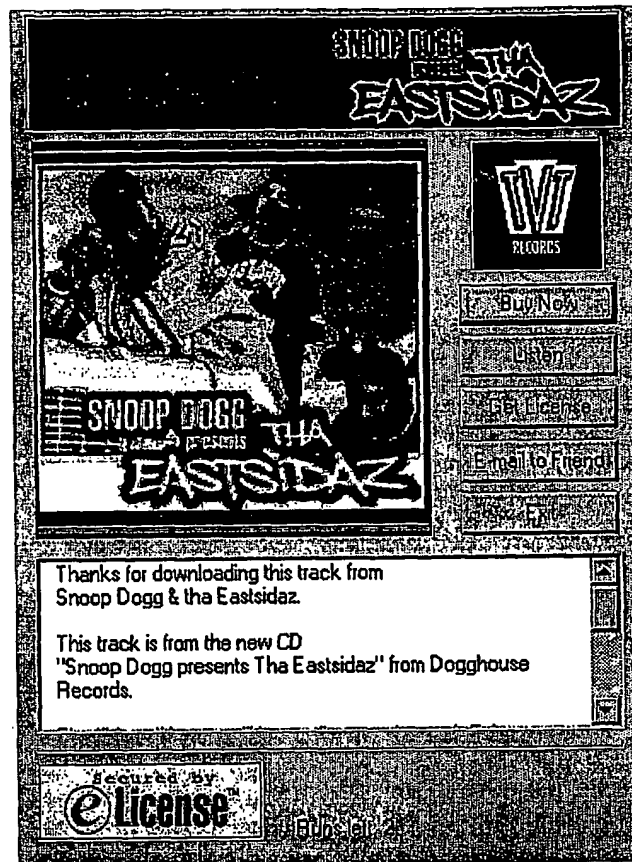 SNOOP DOGG
THA
EASTSIDAZ
TVT
RECORDS
Buy Now
Listen
Get License
E-mail to Friend
Exit
SNOOP DOGG
presents
THA
EASTSIDAZ
Thanks for downloading this track from
Snoop Dogg & tha Eastsidaz.
This track is from the new CD
"Snoop Dogg presents Tha Eastsidaz" from Dogghouse
Records.
Secured by
eLicense™